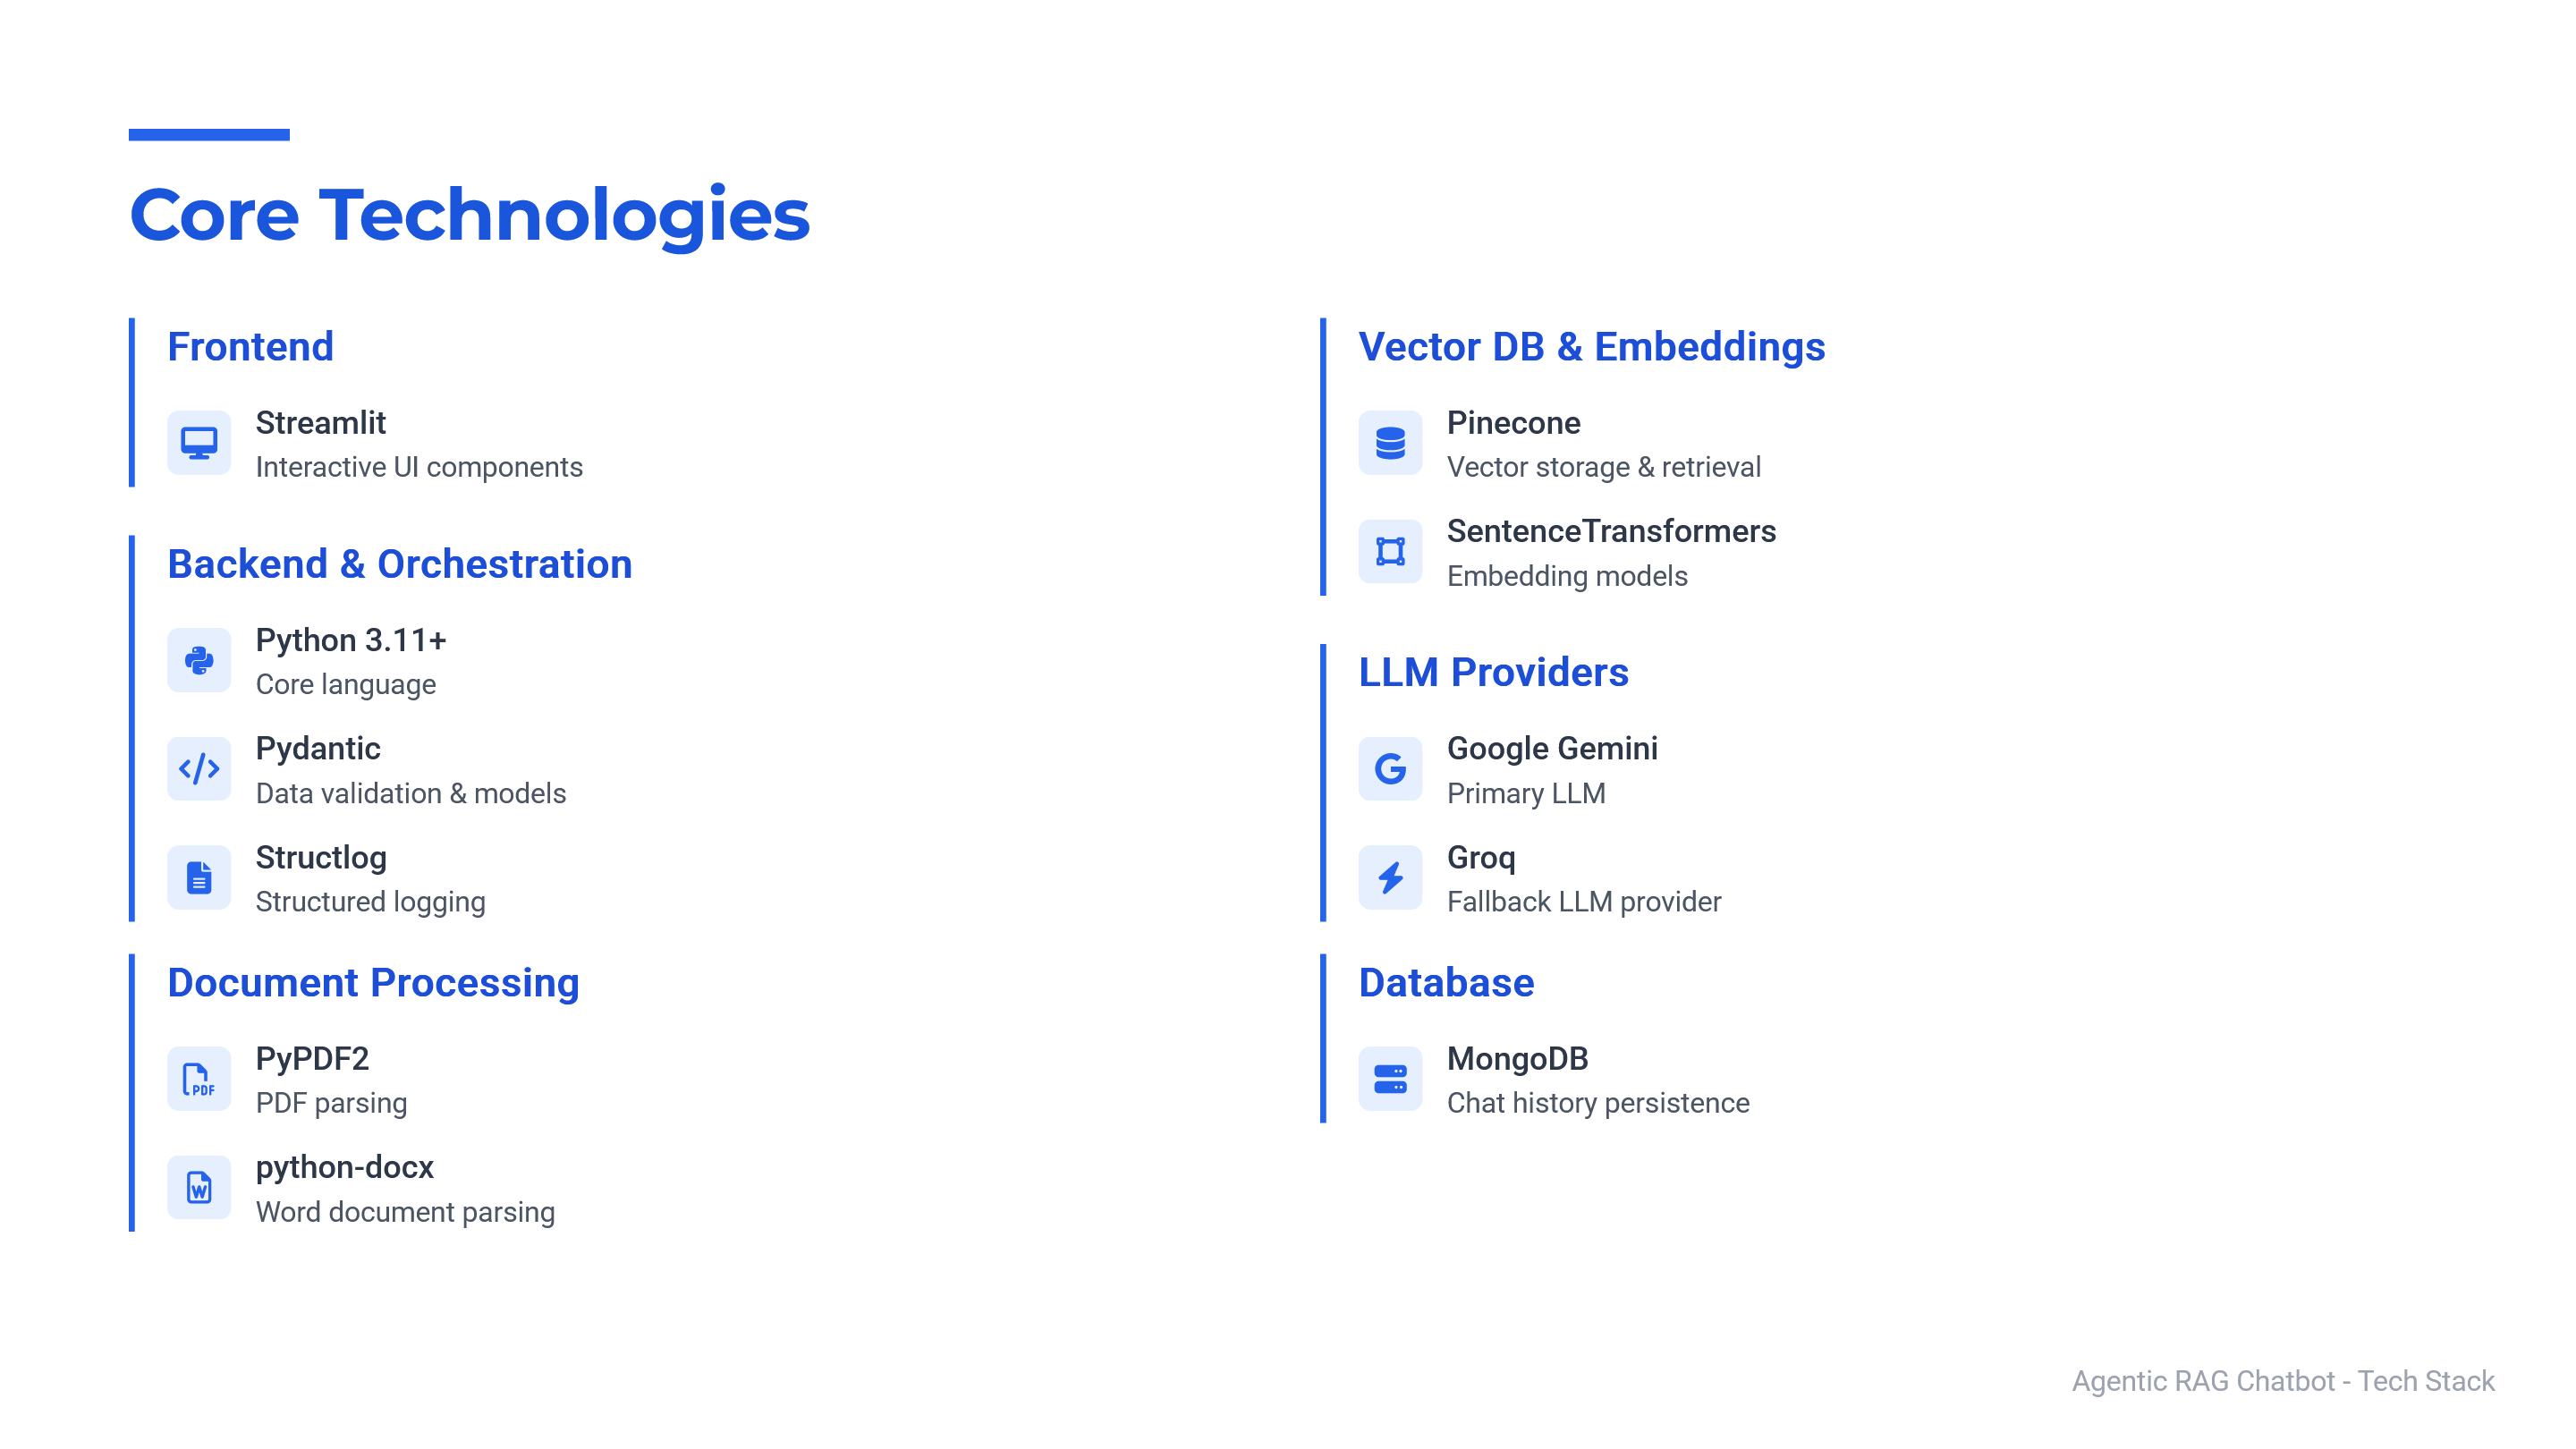 Core Technologies
Frontend
Streamlit
Interactive UI components
Backend & Orchestration
Python 3.11+
Core language
Pydantic
Data validation & models
Structlog
Structured logging
Document Processing
PyPDF2
PDF parsing
python-docx
Word document parsing
Vector DB & Embeddings
Pinecone
Vector storage & retrieval
SentenceTransformers
Embedding models
LLM Providers
Google Gemini
Primary LLM
Groq
Fallback LLM provider
Database
MongoDB
Chat history persistence
Agentic RAG Chatbot - Tech Stack